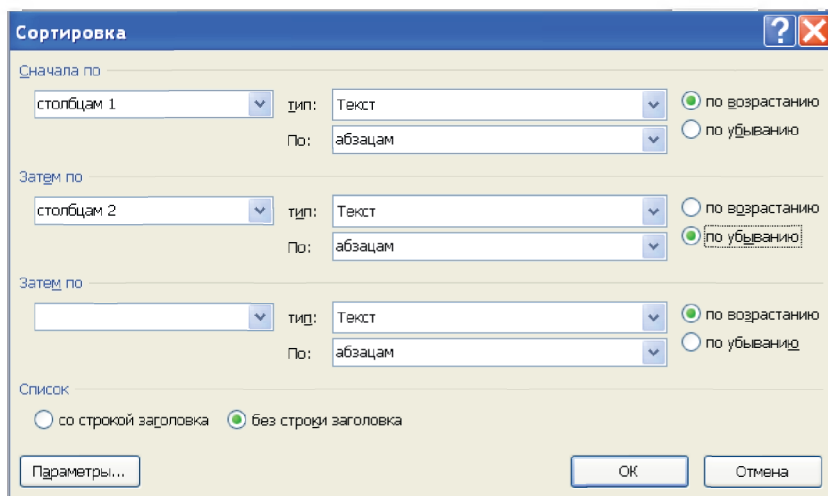 Сортировка
Сначала по
столбцам 1 тип: Текст по возрастанию
По: абзацам по убыванию
Затем по
столбцам 2 тип: Текст по возрастанию
По: абзацам по убыванию
Затем по
тип: Текст по возрастанию
По: абзацам по убыванию
Список
со строкой заголовка без строки заголовка
Параметры... ОК Отмена